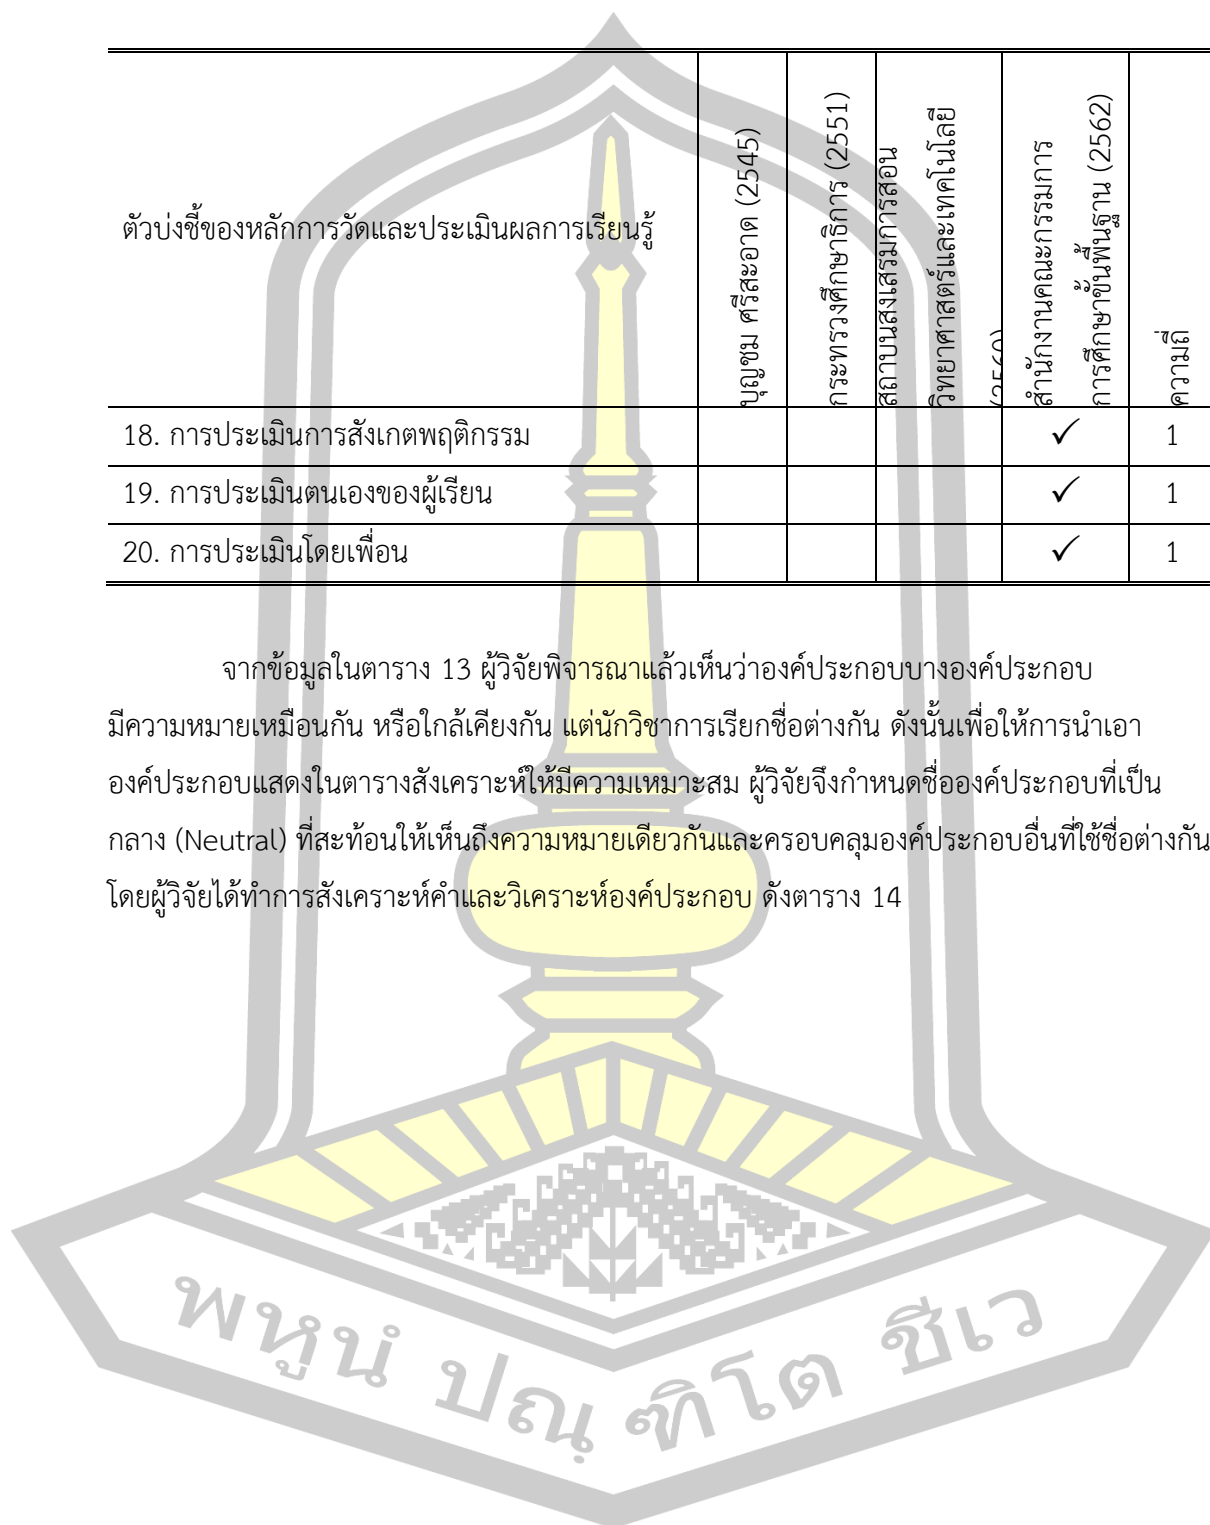 ตัวบ่งชี้ของหลักการวัดและประเมินผลการเรียนรู้
บุญชม ศรีสะอาด (2545)
กระทรวงศึกษาธิการ (2551)
สถาบันส่งเสริมการสอน
วิทยาศาสตร์และเทคโนโลยี
สำนักงานคณะกรรมการ
การศึกษาขั้นพื้นฐาน (2562)
ความถี่
18. การประเมินการสังเกตพฤติกรรม ✓ 1
19. การประเมินตนเองของผู้เรียน ✓ 1
20. การประเมินโดยเพื่อน ✓ 1
จากข้อมูลในตาราง 13 ผู้วิจัยพิจารณาแล้วเห็นว่าองค์ประกอบบางองค์ประกอบ
มีความหมายเหมือนกัน หรือใกล้เคียงกัน แต่นักวิชาการเรียกชื่อต่างกัน ดังนั้นเพื่อให้การนำเอา
องค์ประกอบแสดงในตารางสังเคราะห์ให้มีความเหมาะสม ผู้วิจัยจึงกำหนดชื่อองค์ประกอบที่เป็น
กลาง (Neutral) ที่สะท้อนให้เห็นถึงความหมายเดียวกันและครอบคลุมองค์ประกอบอื่นที่ใช้ชื่อต่างกัน
โดยผู้วิจัยได้ทำการสังเคราะห์คำและวิเคราะห์องค์ประกอบ ดังตาราง 14
พหูนํ ปณฺฑิโต ชีเว